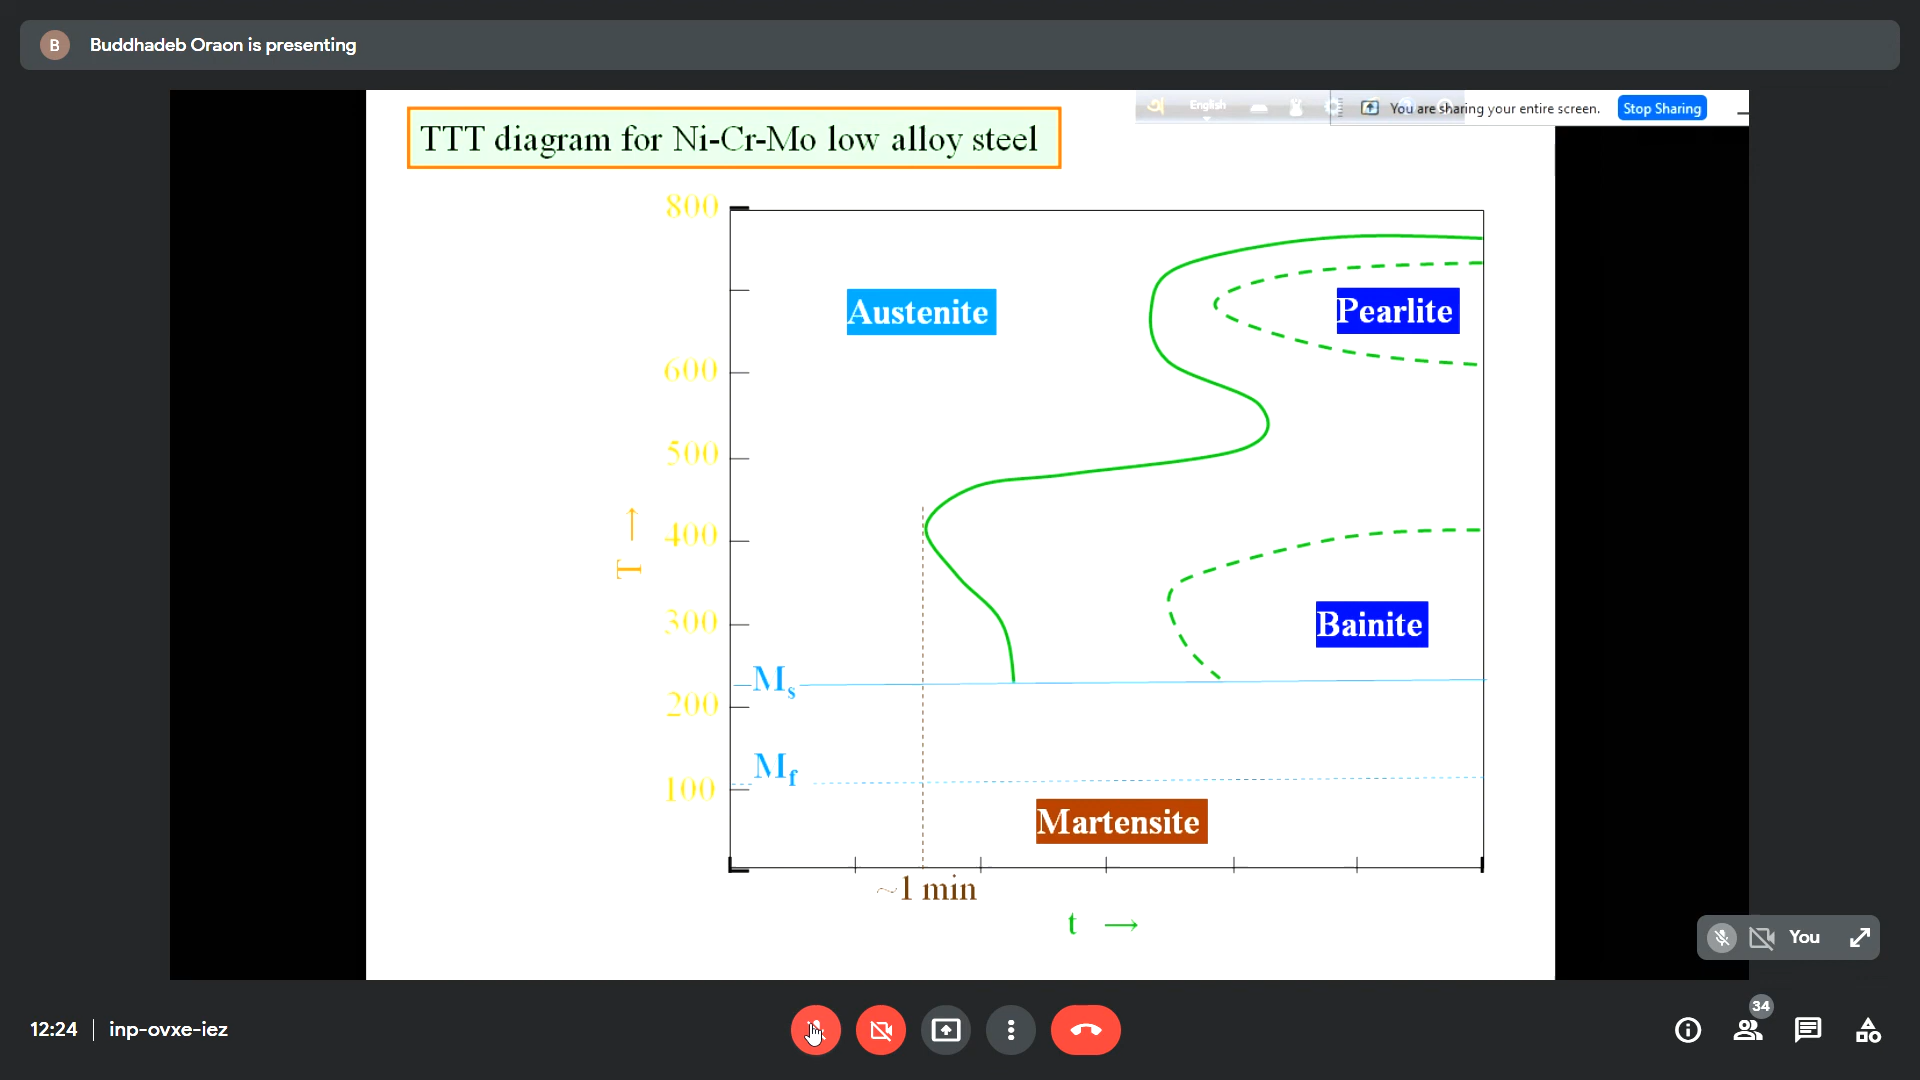 B
Buddhadeb Oraon is presenting
English
You are sharing your entire screen.
Stop Sharing
TTT diagram for Ni-Cr-Mo low alloy steel
800
Austenite
Pearlite
600
500
T →
400
300
Bainite
Ms
200
Mf
100
Martensite
~1 min
t →
You
12:24
inp-ovxe-iez
34